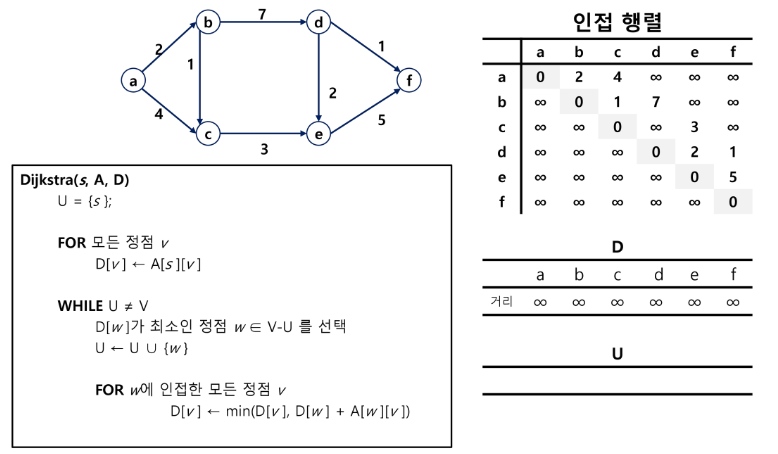 b 7 d
2 1 1
a f
2
4 5
c e
3
Dijkstra(s, A, D)
U = {s};
FOR 모든 정점 v
D[v] ← A[s][v]
WHILE U ≠ V
D[w]가 최소인 정점 w ∈ V-U 를 선택
U ← U ∪ {w}
FOR w에 인접한 모든 정점 v
D[v] ← min(D[v], D[w] + A[w][v])
인접 행렬
a b c d e f
a 0 2 4 ∞ ∞ ∞
b ∞ 0 1 7 ∞ ∞
c ∞ ∞ 0 ∞ 3 ∞
d ∞ ∞ ∞ 0 2 1
e ∞ ∞ ∞ ∞ 0 5
f ∞ ∞ ∞ ∞ ∞ 0
D
a b c d e f
거리 ∞ ∞ ∞ ∞ ∞ ∞
U